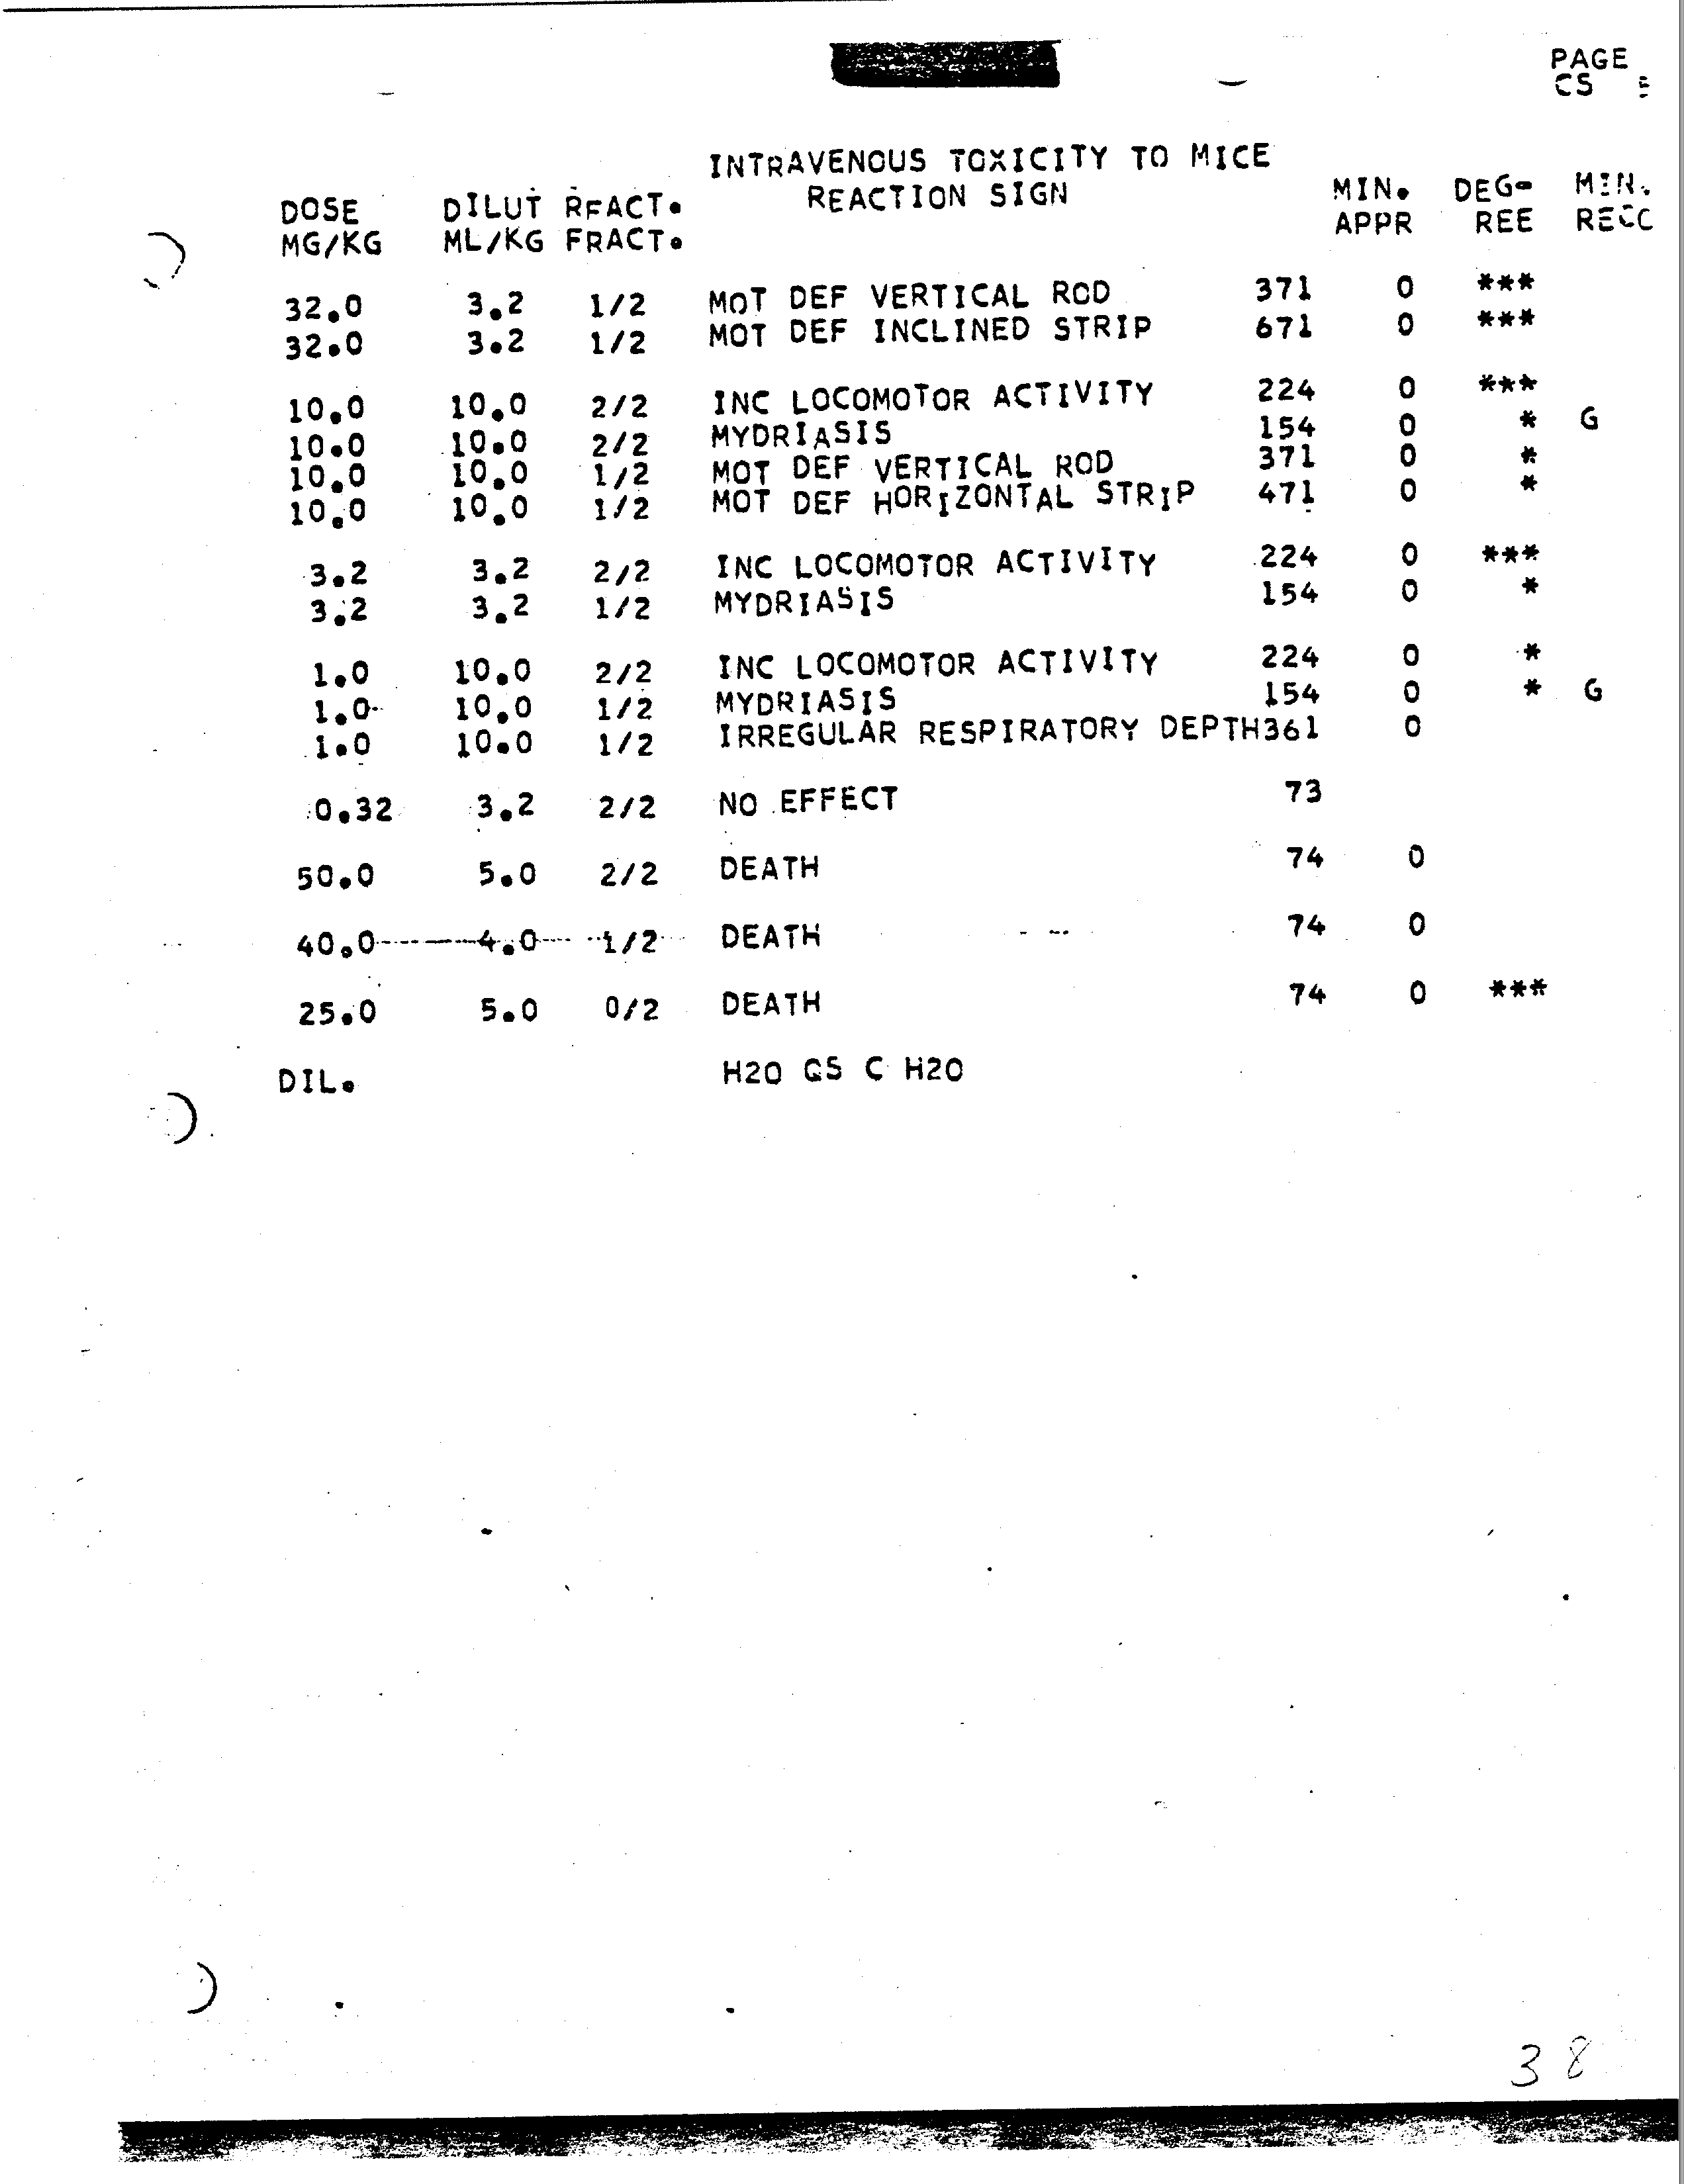 PAGE
CS
INTRAVENOUS TOXICITY TO MICE
DOSE DILUT RFACT. REACTION SIGN MIN. DEG- MIN.
MG/KG ML/KG FRACT. APPR REE RECC
32.0 3.2 1/2 MOT DEF VERTICAL ROD 371 0 ***
32.0 3.2 1/2 MOT DEF INCLINED STRIP 671 0 ***
10.0 10.0 2/2 INC LOCOMOTOR ACTIVITY 224 0 ***
10.0 10.0 2/2 MYDRIASIS 154 0 * G
10.0 10.0 1/2 MOT DEF VERTICAL ROD 371 0 *
10.0 10.0 1/2 MOT DEF HORIZONTAL STRIP 471 0 *
3.2 3.2 2/2 INC LOCOMOTOR ACTIVITY 224 0 ***
3.2 3.2 1/2 MYDRIASIS 154 0 *
1.0 10.0 2/2 INC LOCOMOTOR ACTIVITY 224 0 *
1.0 10.0 1/2 MYDRIASIS 154 0 * G
1.0 10.0 1/2 IRREGULAR RESPIRATORY DEPTH361 0
0.32 3.2 2/2 NO EFFECT 73
50.0 5.0 2/2 DEATH 74 0
40.0 4.0 1/2 DEATH 74 0
25.0 5.0 0/2 DEATH 74 0 ***
DIL. H2O QS C H2O
38